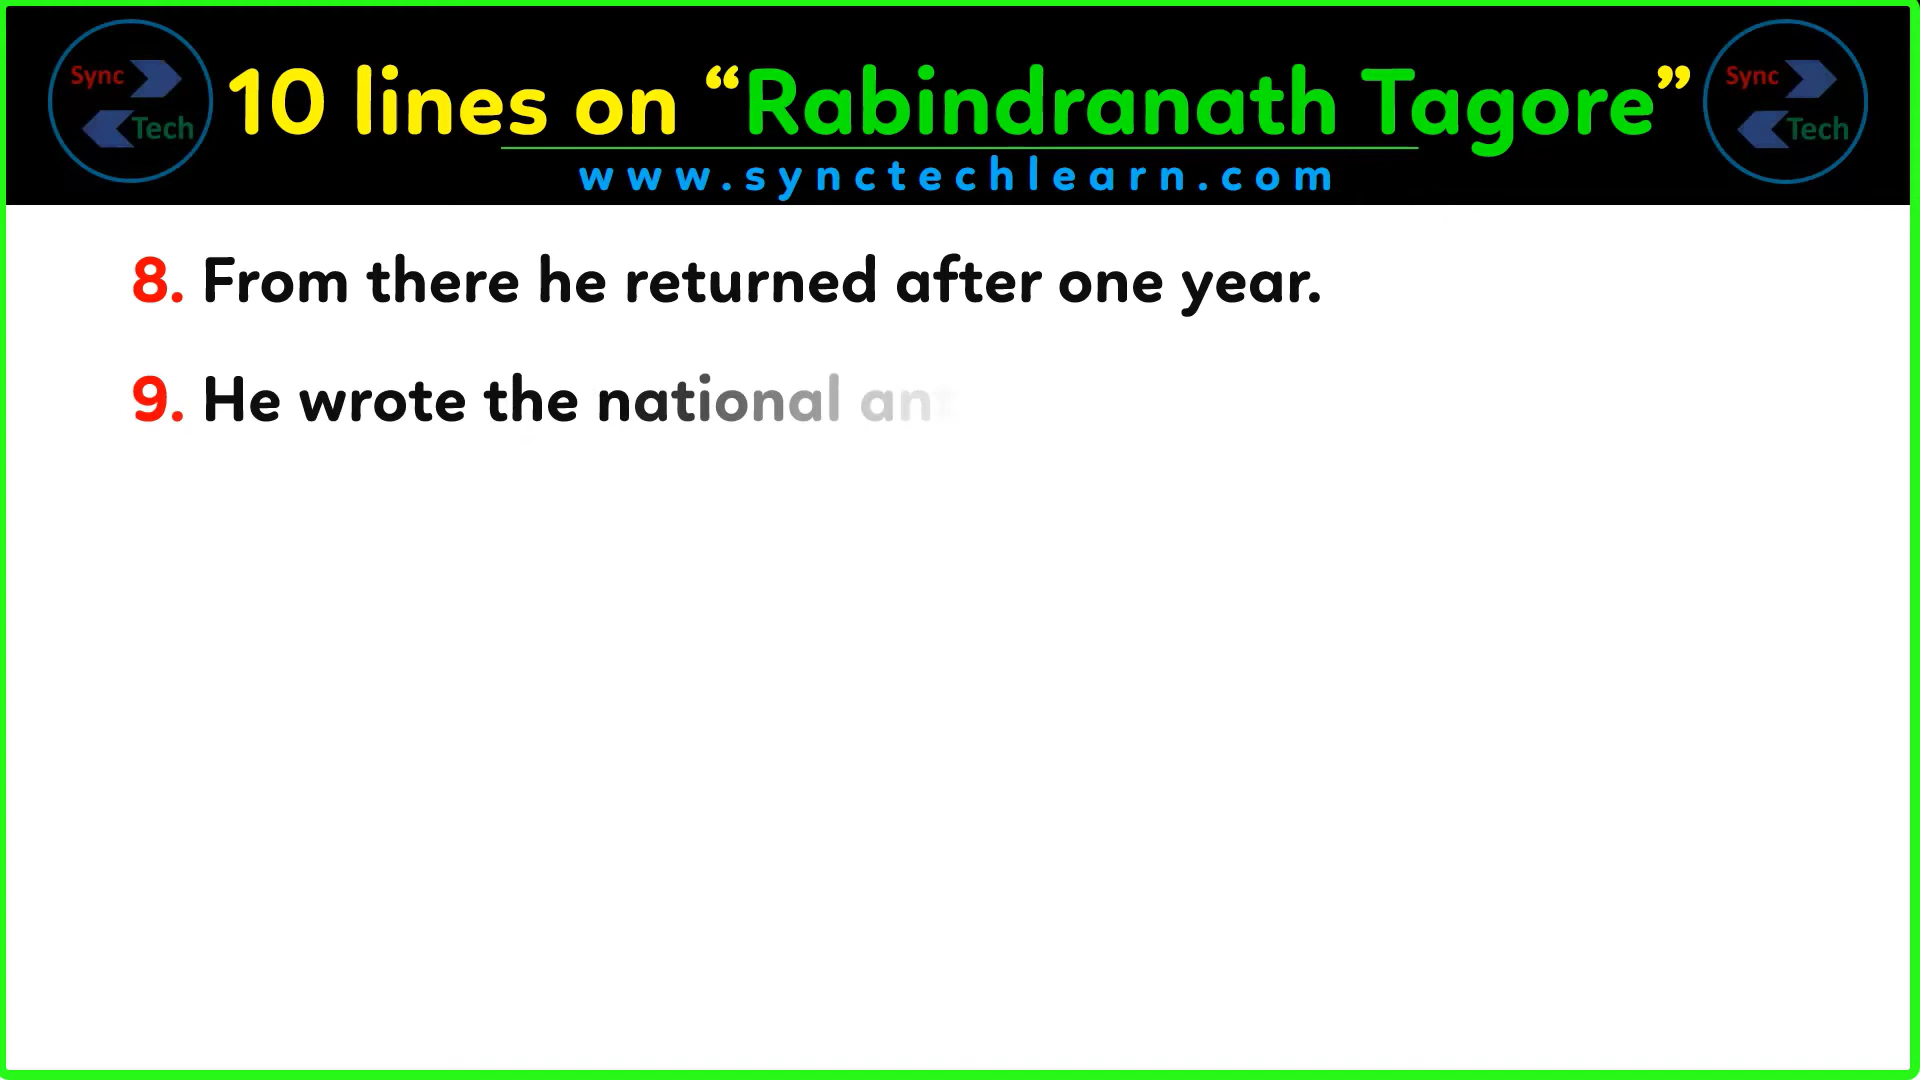 Sync
Tech
10 lines on “Rabindranath Tagore”
www.synctechlearn.com
Sync
Tech
8. From there he returned after one year.
9. He wrote the national